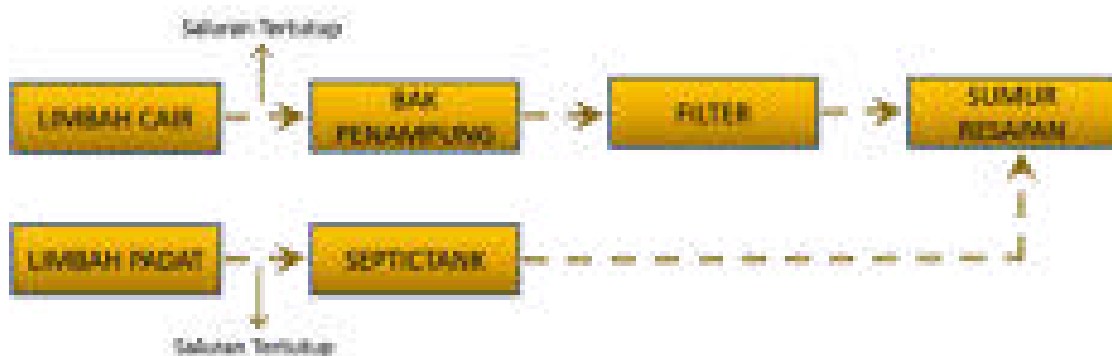 Saluran Tertutup
LIMBAH CAIR
BAK
PENAMPUNG
FILTER
SUMUR
RESAPAN
LIMBAH PADAT
SEPTICTANK
Saluran Tertutup